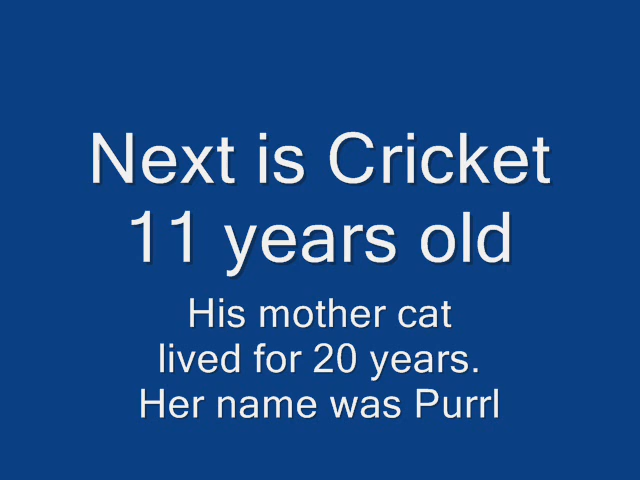 Next is Cricket
11 years old
His mother cat
lived for 20 years.
Her name was Purrl